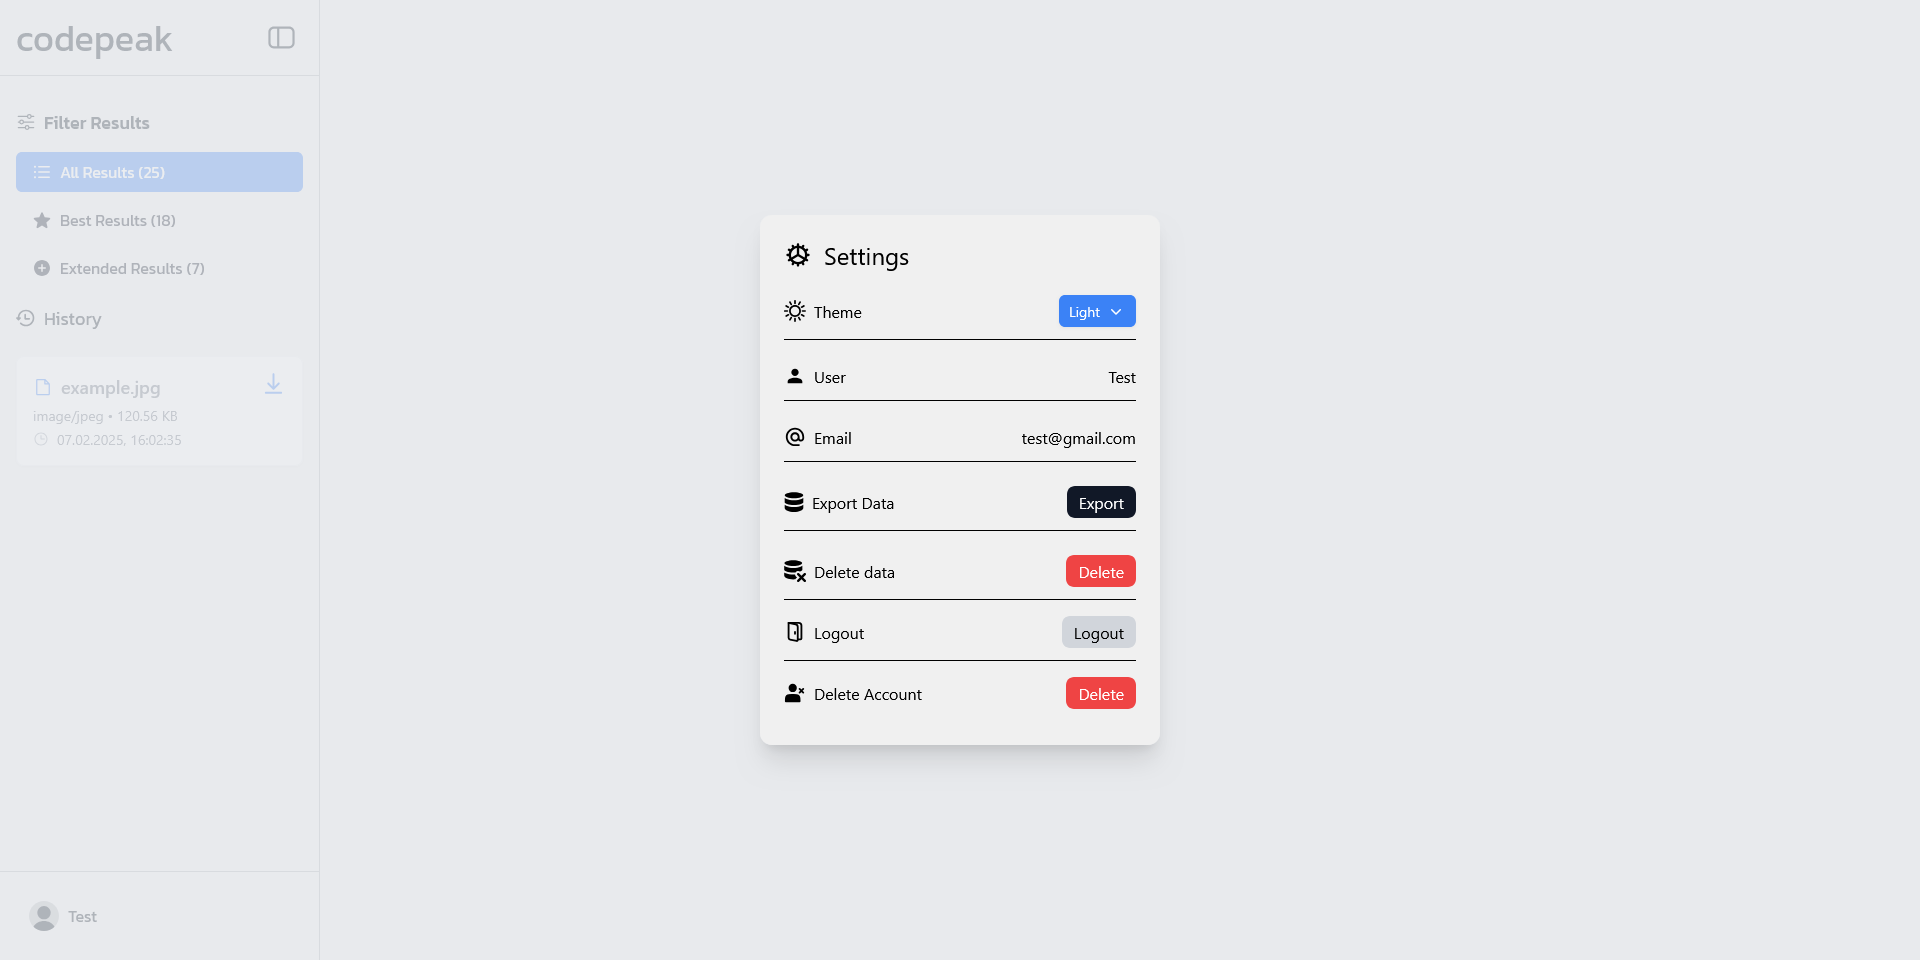 codepeak
Filter Results
All Results (25)
Best Results (18)
Extended Results (7)
History
example.jpg
image/jpeg • 120.56 KB
07.02.2025, 16:02:35
Test
Settings
Theme Light
User Test
Email test@gmail.com
Export Data Export
Delete data Delete
Logout Logout
Delete Account Delete